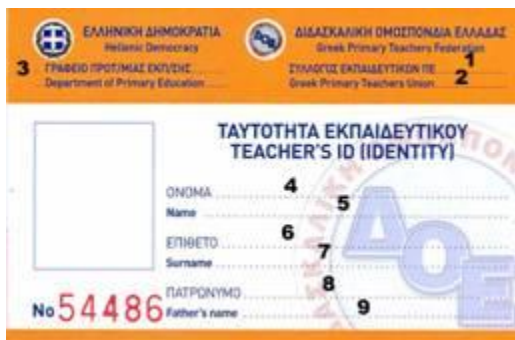 ΕΛΛΗΝΙΚΗ ΔΗΜΟΚΡΑΤΙΑ
Hellenic Democracy
3 ΓΡΑΦΕΙΟ ΠΡΩΤ/ΜΙΑΣ ΕΚΠ/ΣΗΣ
Department of Primary Education
ΔΟΕ
ΔΙΔΑΣΚΑΛΙΚΗ ΟΜΟΣΠΟΝΔΙΑ ΕΛΛΑΔΑΣ
Greek Primary Teachers Federation
ΣΥΛΛΟΓΟΣ ΕΚΠΑΙΔΕΥΤΙΚΩΝ ΠΕ 1
Greek Primary Teachers Union 2
ΤΑΥΤΟΤΗΤΑ ΕΚΠΑΙΔΕΥΤΙΚΟΥ
TEACHER'S ID (IDENTITY)
ΟΝΟΜΑ 4
Name 5
ΕΠΙΘΕΤΟ 6
Surname 7
ΠΑΤΡΟΝΥΜΟ 8
Father's name 9
No 54486
ΔΟΕ